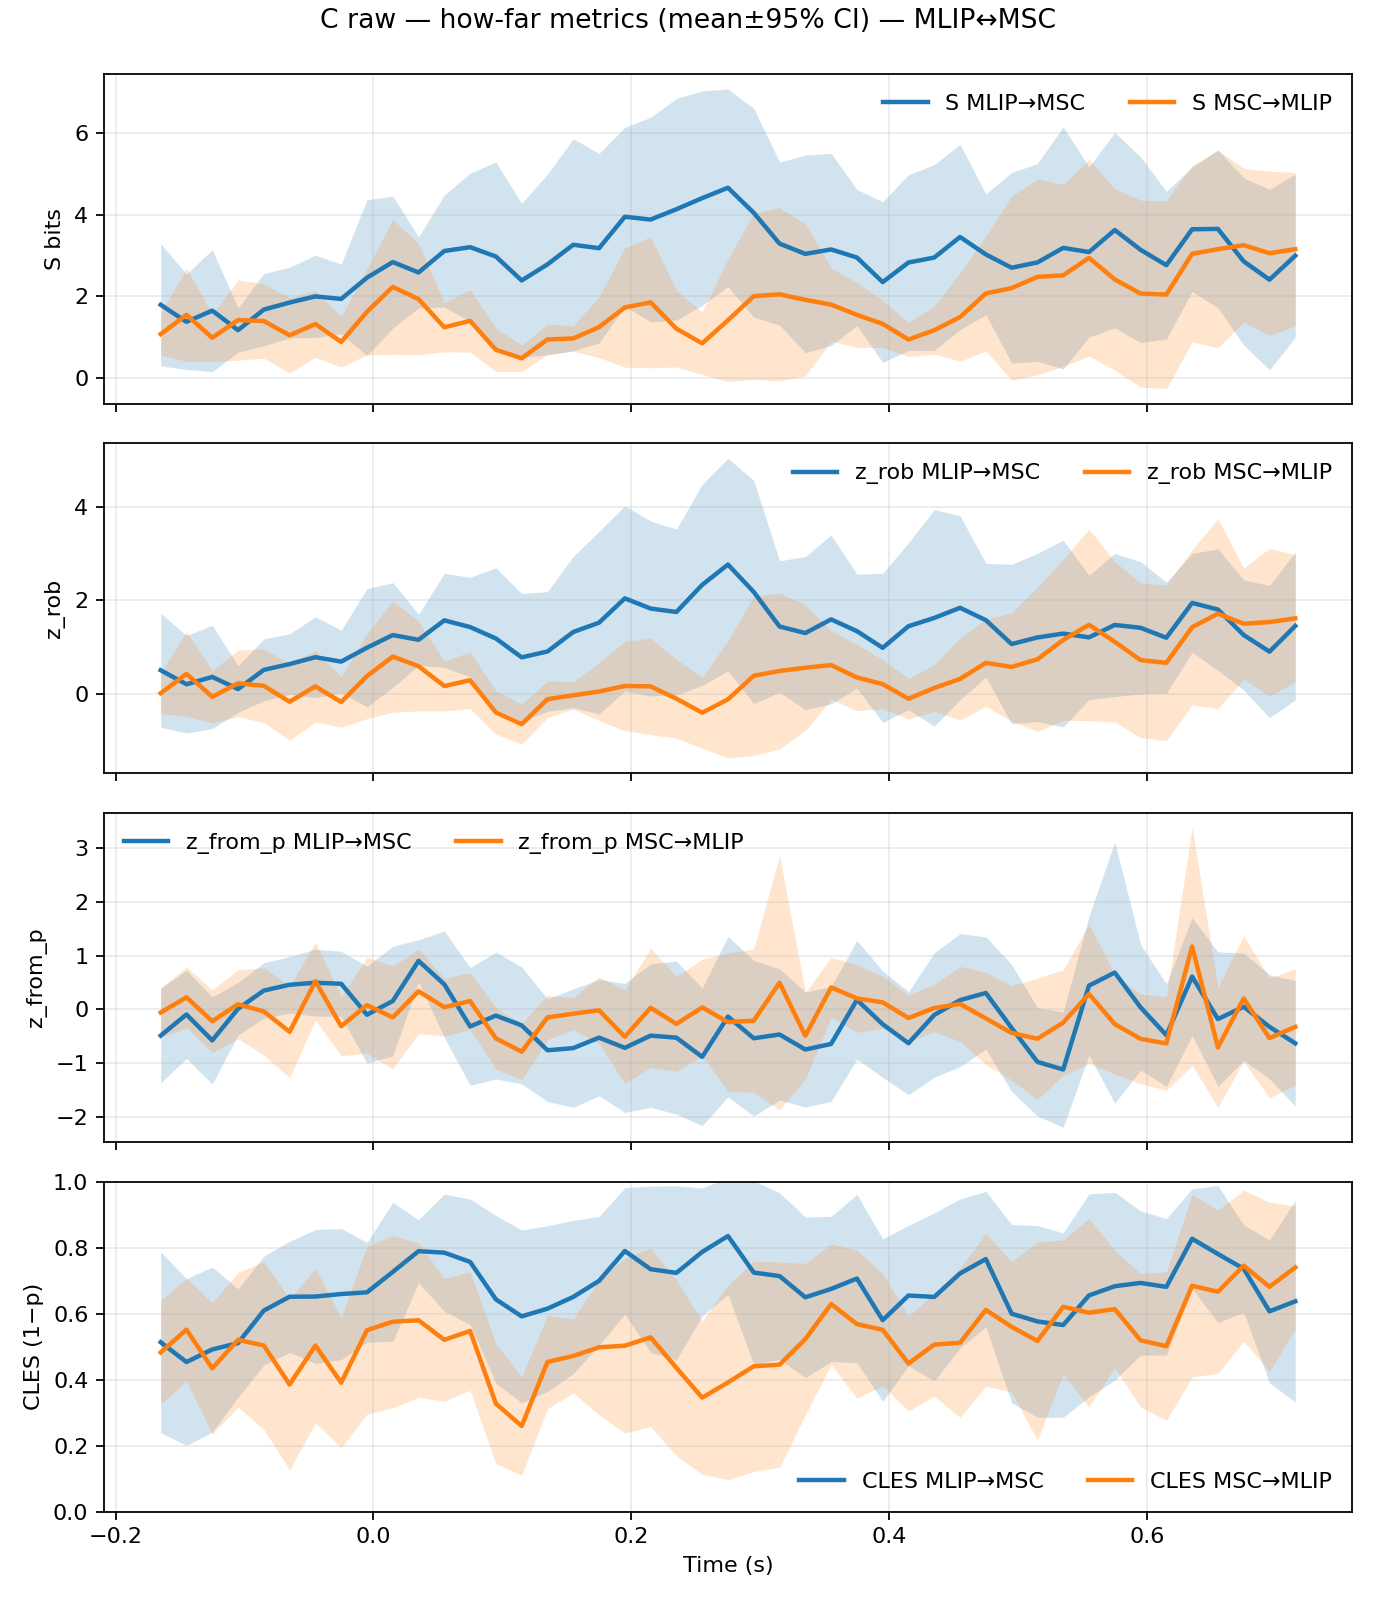 C raw — how-far metrics (mean±95% CI) — MLIP↔MSC
S MLIP→MSC S MSC→MLIP
S bits
6
4
2
0
z_rob MLIP→MSC z_rob MSC→MLIP
z_rob
4
2
0
z_from_p MLIP→MSC z_from_p MSC→MLIP
z_from_p
3
2
1
0
−1
−2
CLES (1−p)
1.0
0.8
0.6
0.4
0.2
0.0
CLES MLIP→MSC CLES MSC→MLIP
−0.2 0.0 0.2 0.4 0.6
Time (s)